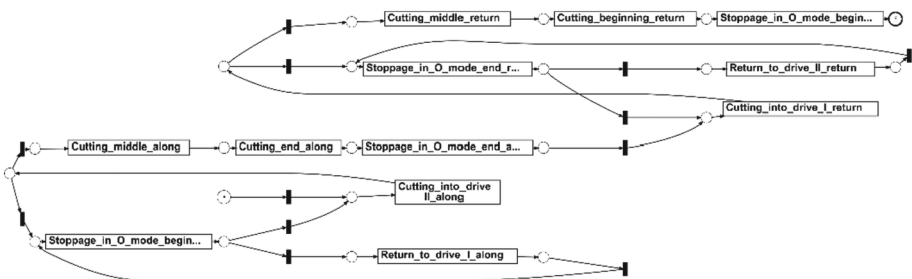 Cutting_middle_return
Cutting_beginning_return
Stoppage_in_O_mode_begin...
Stoppage_in_O_mode_end_r...
Return_to_drive_II_return
Cutting_into_drive_I_return
Cutting_middle_along
Cutting_end_along
Stoppage_in_O_mode_end_a...
Cutting_into_drive
II_along
Stoppage_in_O_mode_begin...
Return_to_drive_I_along